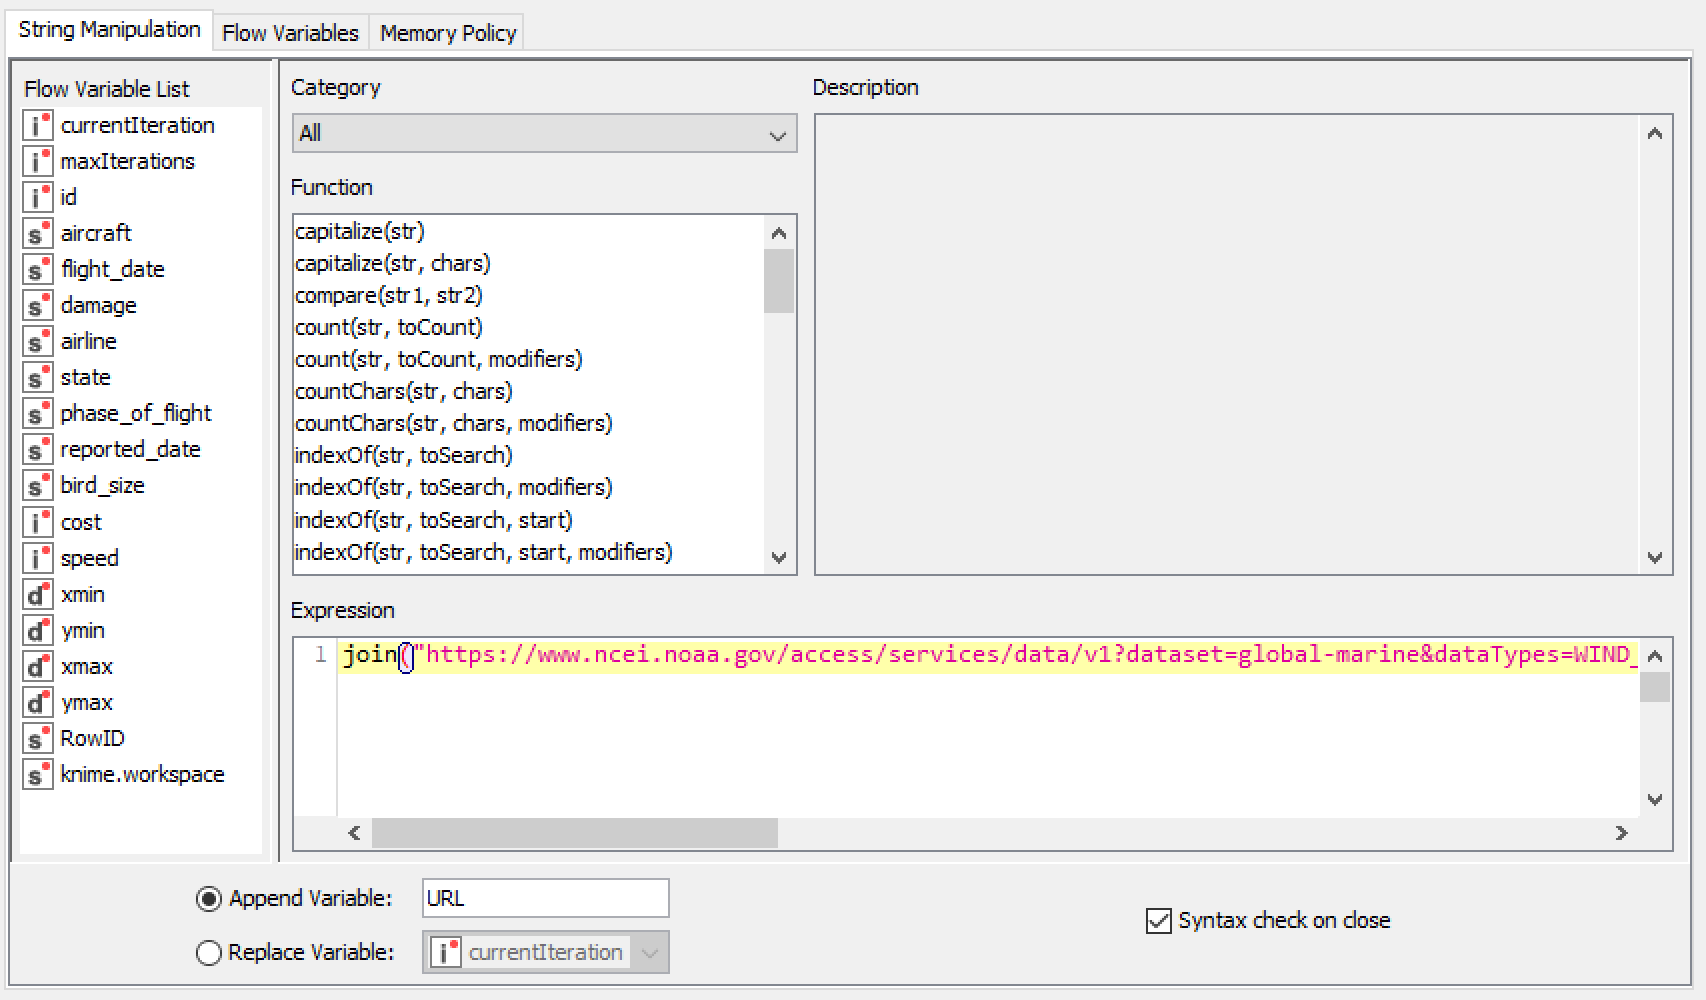 String Manipulation Flow Variables Memory Policy
Flow Variable List
i currentIteration
i maxIterations
i id
s aircraft
s flight_date
s damage
s airline
s state
s phase_of_flight
s reported_date
s bird_size
i cost
i speed
d xmin
d ymin
d xmax
d ymax
s RowID
s knime.workspace
Category
All
Function
capitalize(str)
capitalize(str, chars)
compare(str1, str2)
count(str, toCount)
count(str, toCount, modifiers)
countChars(str, chars)
countChars(str, chars, modifiers)
indexOf(str, toSearch)
indexOf(str, toSearch, modifiers)
indexOf(str, toSearch, start)
indexOf(str, toSearch, start, modifiers)
Description
Expression
1 join("https://www.ncei.noaa.gov/access/services/data/v1?dataset=global-marine&dataTypes=WIND_
Append Variable: URL
Replace Variable: i currentIteration
Syntax check on close